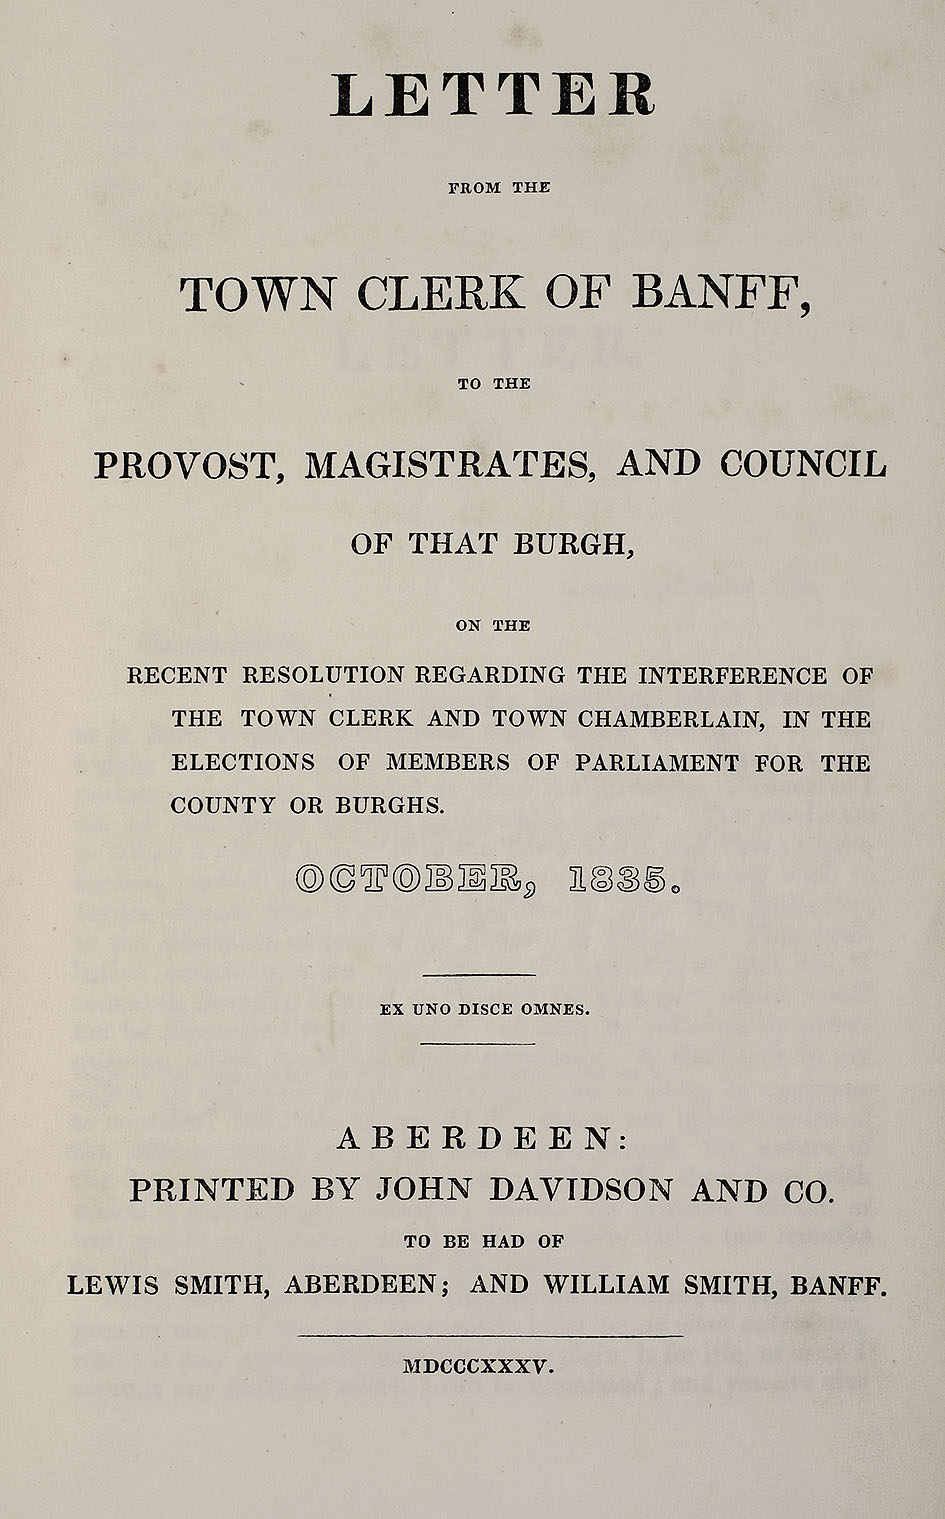 LETTER
FROM THE
TOWN CLERK OF BANFF,
TO THE
PROVOST, MAGISTRATES, AND COUNCIL
OF THAT BURGH,
ON THE
RECENT RESOLUTION REGARDING THE INTERFERENCE OF
THE TOWN CLERK AND TOWN CHAMBERLAIN, IN THE
ELECTIONS OF MEMBERS OF PARLIAMENT FOR THE
COUNTY OR BURGHS.
OCTOBER, 1835.
EX UNO DISCE OMNES.
ABERDEEN:
PRINTED BY JOHN DAVIDSON AND CO.
TO BE HAD OF
LEWIS SMITH, ABERDEEN; AND WILLIAM SMITH, BANFF.
MDCCCXXXV.